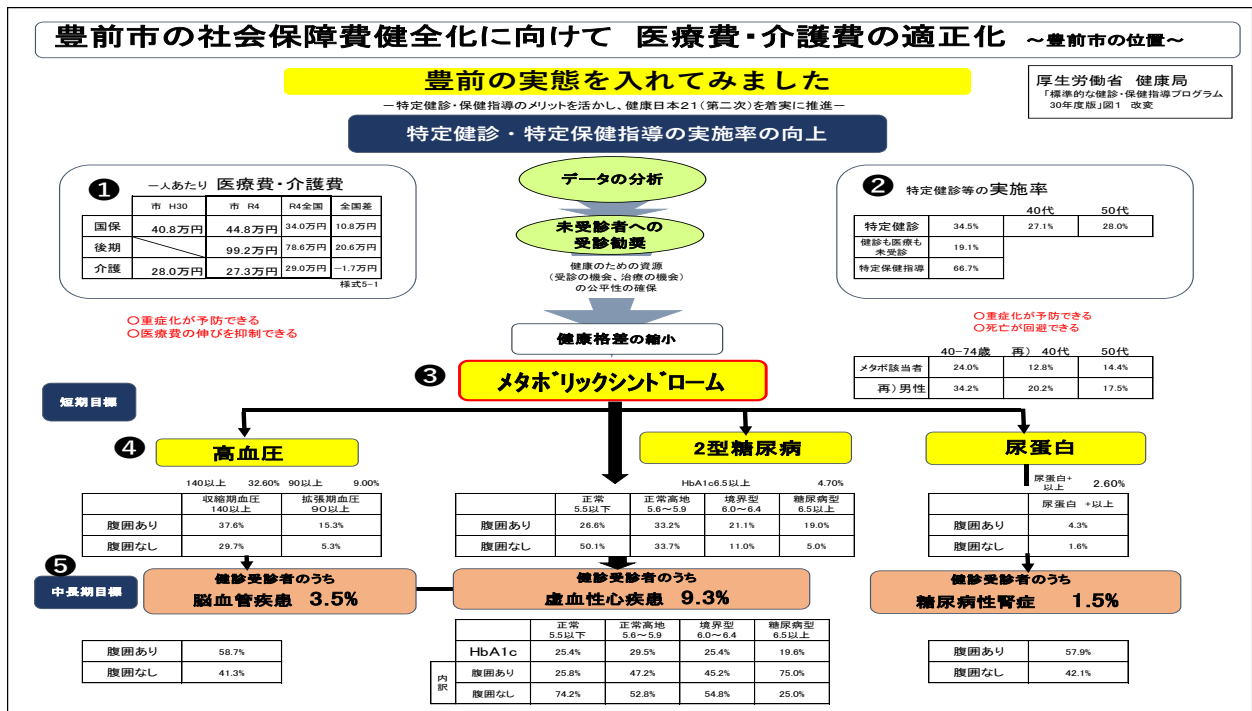 豊前市の社会保障費健全化に向けて 医療費・介護費の適正化 ～豊前市の位置～
豊前の実態を入れてみました
－特定健診・保健指導のメリットを活かし、健康日本21(第二次)を着実に推進－
厚生労働省 健康局
「標準的な健診・保健指導プログラム
30年度版」図1 改変
特定健診・特定保健指導の実施率の向上
❶ 一人あたり 医療費・介護費
市 H30 市 R4 R4全国 全国差
国保 40.8万円 44.8万円 34.0万円 10.8万円
後期 99.2万円 78.6万円 20.6万円
介護 28.0万円 27.3万円 29.0万円 −1.7万円
様式5-1
〇重症化が予防できる
〇医療費の伸びを抑制できる
データの分析
未受診者への
受診勧奨
健康のための資源
(受診の機会、治療の機会)
の公平性の確保
健康格差の縮小
❷ 特定健診等の実施率
40代 50代
特定健診 34.5% 27.1% 28.0%
健診も医療も
未受診 19.1%
特定保健指導 66.7%
〇重症化が予防できる
〇死亡が回避できる
40-74歳 再) 40代 50代
メタボ該当者 24.0% 12.8% 14.4%
再)男性 34.2% 20.2% 17.5%
❸ メタボリックシンドローム
短期目標
❹ 高血圧
140以上 32.60% 90以上 9.00%
収縮期血圧 拡張期血圧
140以上 90以上
腹囲あり 37.6% 15.3%
腹囲なし 29.7% 5.3%
2型糖尿病
HbA1c6.5以上 4.70%
正常 正常高地 境界型 糖尿病型
5.5以下 5.6～5.9 6.0～6.4 6.5以上
腹囲あり 26.6% 33.2% 21.1% 19.0%
腹囲なし 50.1% 33.7% 11.0% 5.0%
尿蛋白
尿蛋白+
以上 2.60%
尿蛋白 +以上
腹囲あり 4.3%
腹囲なし 1.6%
❺
中長期目標
健診受診者のうち
脳血管疾患 3.5%
腹囲あり 58.7%
腹囲なし 41.3%
健診受診者のうち
虚血性心疾患 9.3%
正常 正常高地 境界型 糖尿病型
5.5以下 5.6～5.9 6.0～6.4 6.5以上
HbA1c 25.4% 29.5% 25.4% 19.6%
内訳
腹囲あり 25.8% 47.2% 45.2% 75.0%
腹囲なし 74.2% 52.8% 54.8% 25.0%
健診受診者のうち
糖尿病性腎症 1.5%
腹囲あり 57.9%
腹囲なし 42.1%